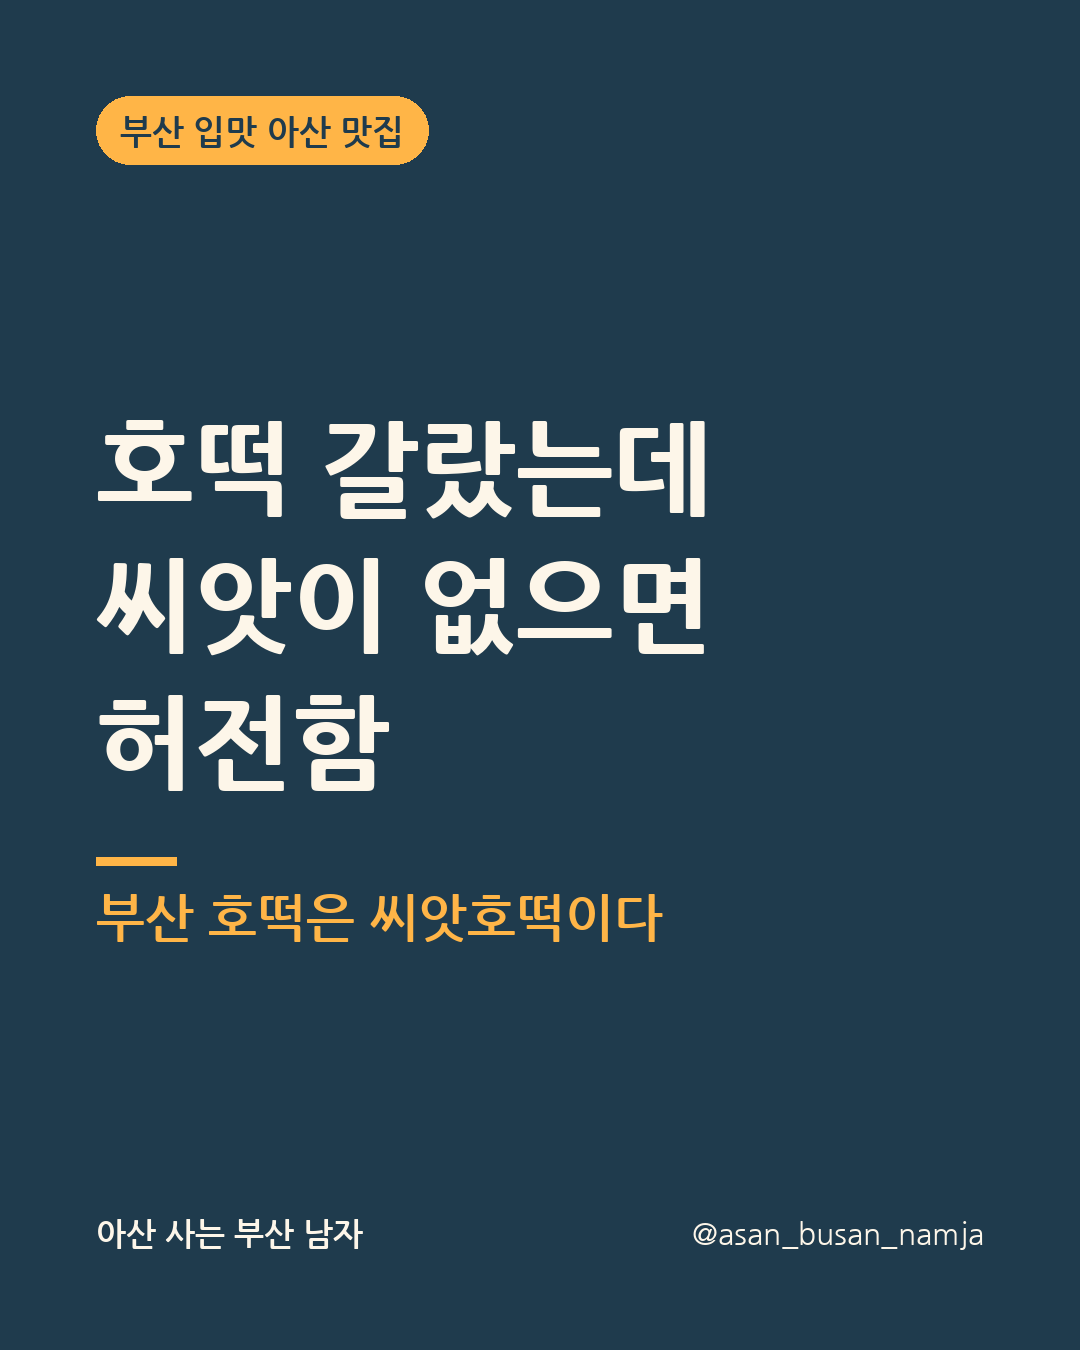 부산 입맛 아산 맛집
호떡 갈랐는데
씨앗이 없으면
허전함
부산 호떡은 씨앗호떡이다
아산 사는 부산 남자
@asan_busan_namja